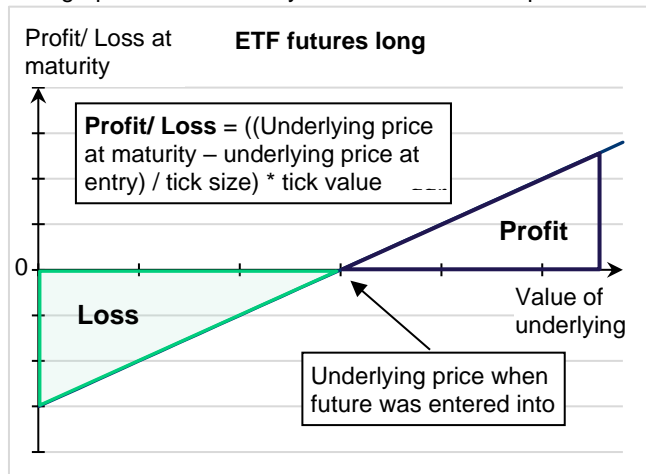 Profit/ Loss at
maturity
ETF futures long
Profit/ Loss = ((Underlying price
at maturity – underlying price at
entry) / tick size) * tick value
Profit
0
Loss
Value of
underlying
Underlying price when
future was entered into